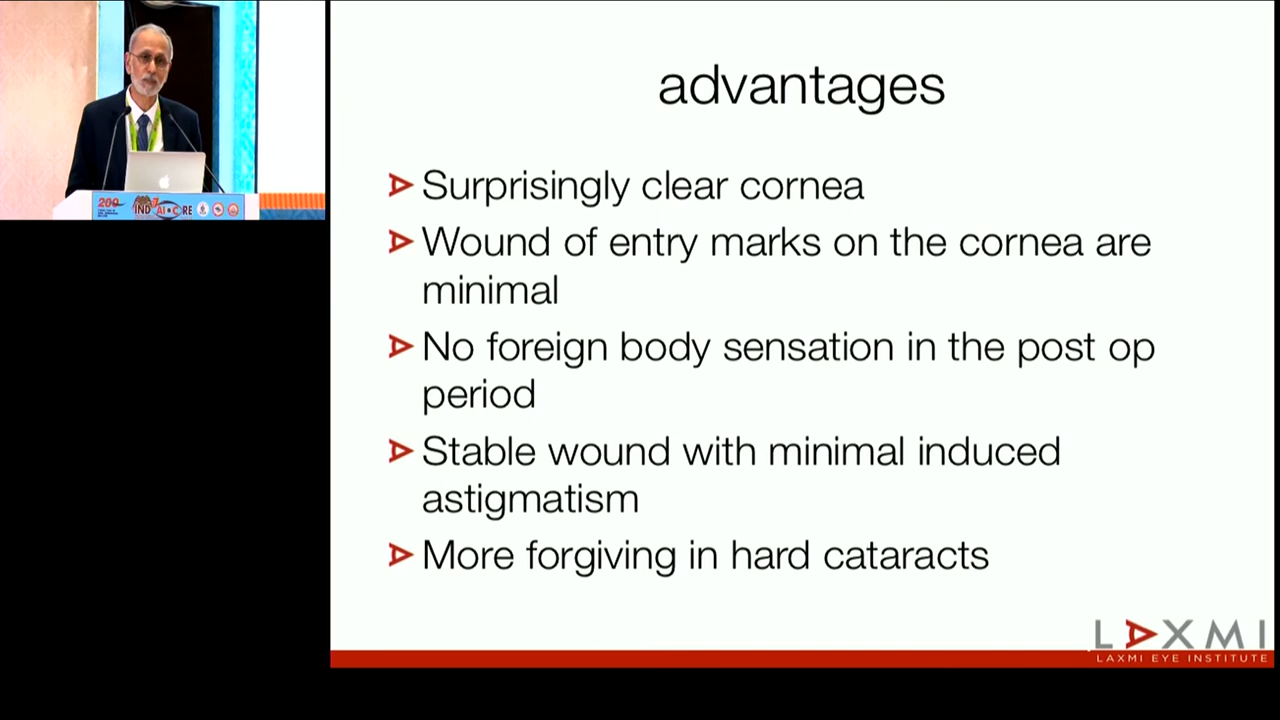 advantages
Surprisingly clear cornea
Wound of entry marks on the cornea are
minimal
No foreign body sensation in the post op
period
Stable wound with minimal induced
astigmatism
More forgiving in hard cataracts
LAXMI
LAXMI EYE INSTITUTE
200